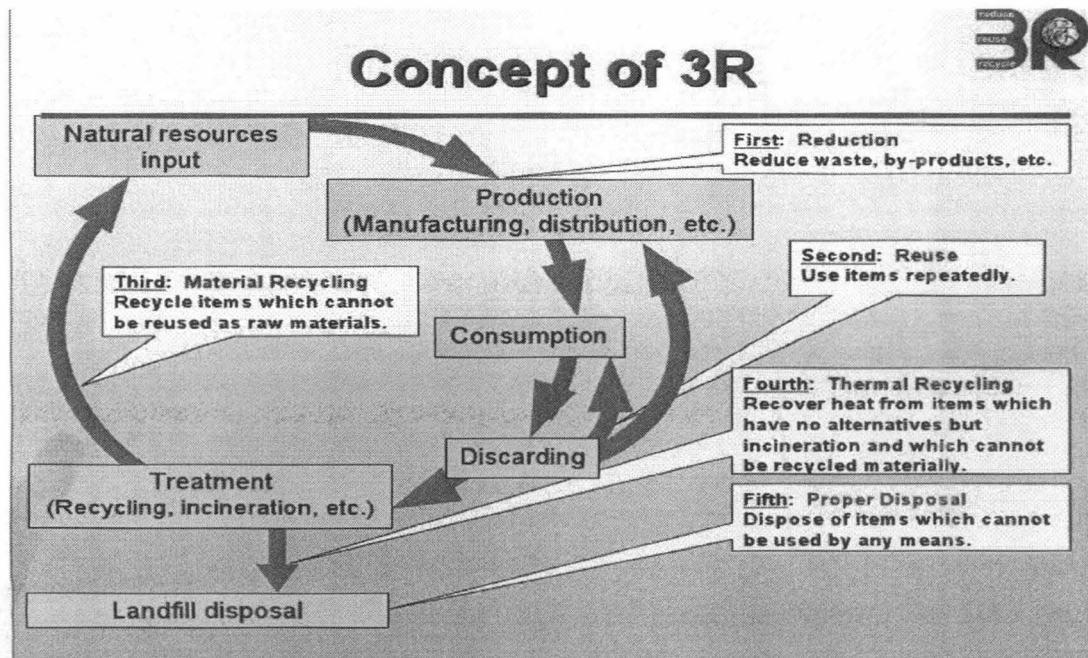 reduse
reuse
recycle
3R
Concept of 3R
Natural resources
input
First: Reduction
Reduce waste, by-products, etc.
Production
(Manufacturing, distribution, etc.)
Second: Reuse
Use items repeatedly.
Third: Material Recycling
Recycle items which cannot
be reused as raw materials.
Consumption
Fourth: Thermal Recycling
Recover heat from items which
have no alternatives but
incineration and which cannot
be recycled materially.
Discarding
Treatment
(Recycling, incineration, etc.)
Fifth: Proper Disposal
Dispose of items which cannot
be used by any means.
Landfill disposal